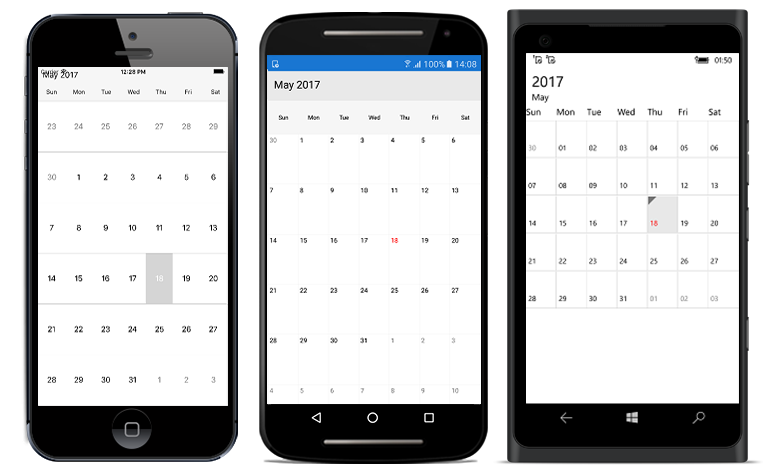 12:28 PM
May 2017
Sun Mon Tue Wed Thu Fri Sat
23 24 25 26 27 28 29
30 1 2 3 4 5 6
7 8 9 10 11 12 13
14 15 16 17 18 19 20
21 22 23 24 25 26 27
28 29 30 31 1 2 3
100% 14:08
May 2017
Sun Mon Tue Wed Thu Fri Sat
30 1 2 3 4 5 6
7 8 9 10 11 12 13
14 15 16 17 18 19 20
21 22 23 24 25 26 27
28 29 30 31 1 2 3
4 5 6 7 8 9 10
01:50
2017
May
Sun Mon Tue Wed Thu Fri Sat
30 01 02 03 04 05 06
07 08 09 10 11 12 13
14 15 16 17 18 19 20
21 22 23 24 25 26 27
28 29 30 31 01 02 03